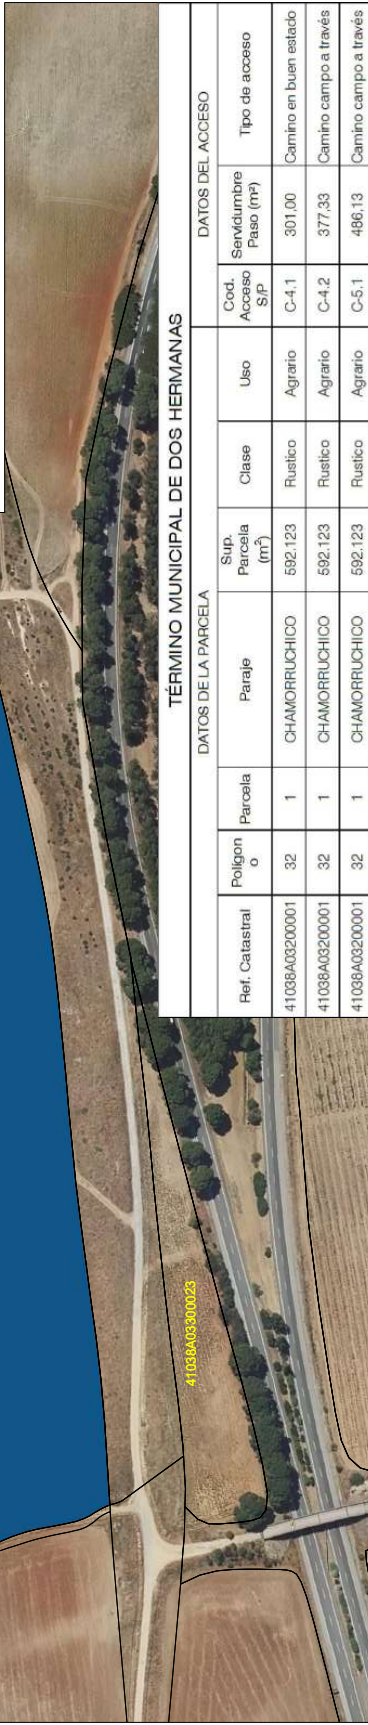 TÉRMINO MUNICIPAL DE DOS HERMANAS
DATOS DE LA PARCELA DATOS DEL ACCESO
Ref. Catastral Polígon o Parcela Paraje Sup. Parcela (m²) Clase Uso Cod. Acceso S/P Servidumbre Paso (m²) Tipo de acceso
41038A03200001 32 1 CHAMORRUCHICO 592.123 Rustico Agrario C-4.1 301,00 Camino en buen estado
41038A03200001 32 1 CHAMORRUCHICO 592.123 Rustico Agrario C-4.2 377,33 Camino campo a través
41038A03200001 32 1 CHAMORRUCHICO 592.123 Rustico Agrario C-5.1 486,13 Camino campo a través
41038A03300023